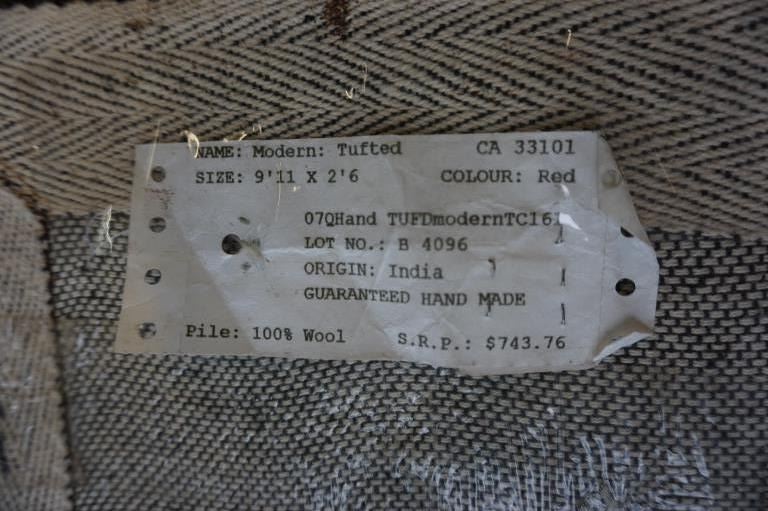 NAME: Modern: Tufted CA 33101
SIZE: 9'11 X 2'6 COLOUR: Red
07QHand TUFDmodernTC16
LOT NO.: B 4096
ORIGIN: India
GUARANTEED HAND MADE
Pile: 100% Wool S.R.P.: $743.76